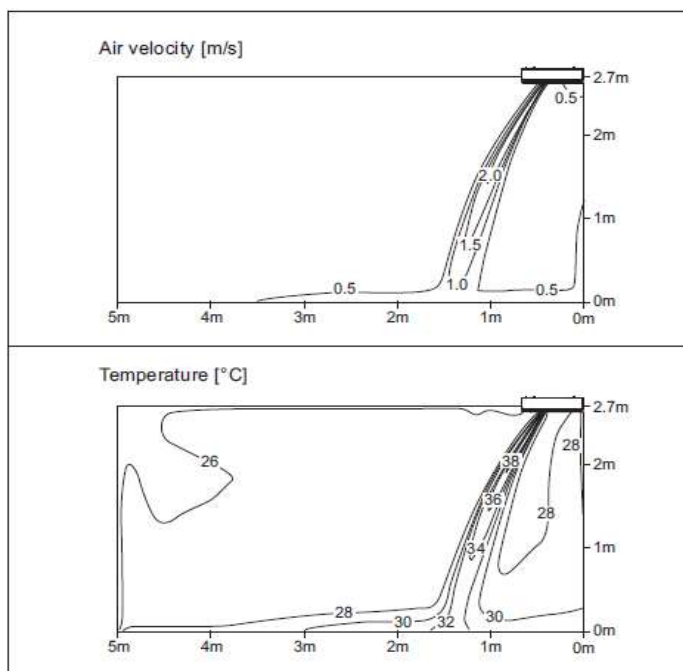 Air velocity [m/s]
2.7m
0.5
2m
2.0
1m
1.5
0.5 1.0 0.5
0m
5m 4m 3m 2m 1m 0m
Temperature [°C]
2.7m
28
26 38
2m
36
28
34
1m
28 30
30 32
0m
5m 4m 3m 2m 1m 0m